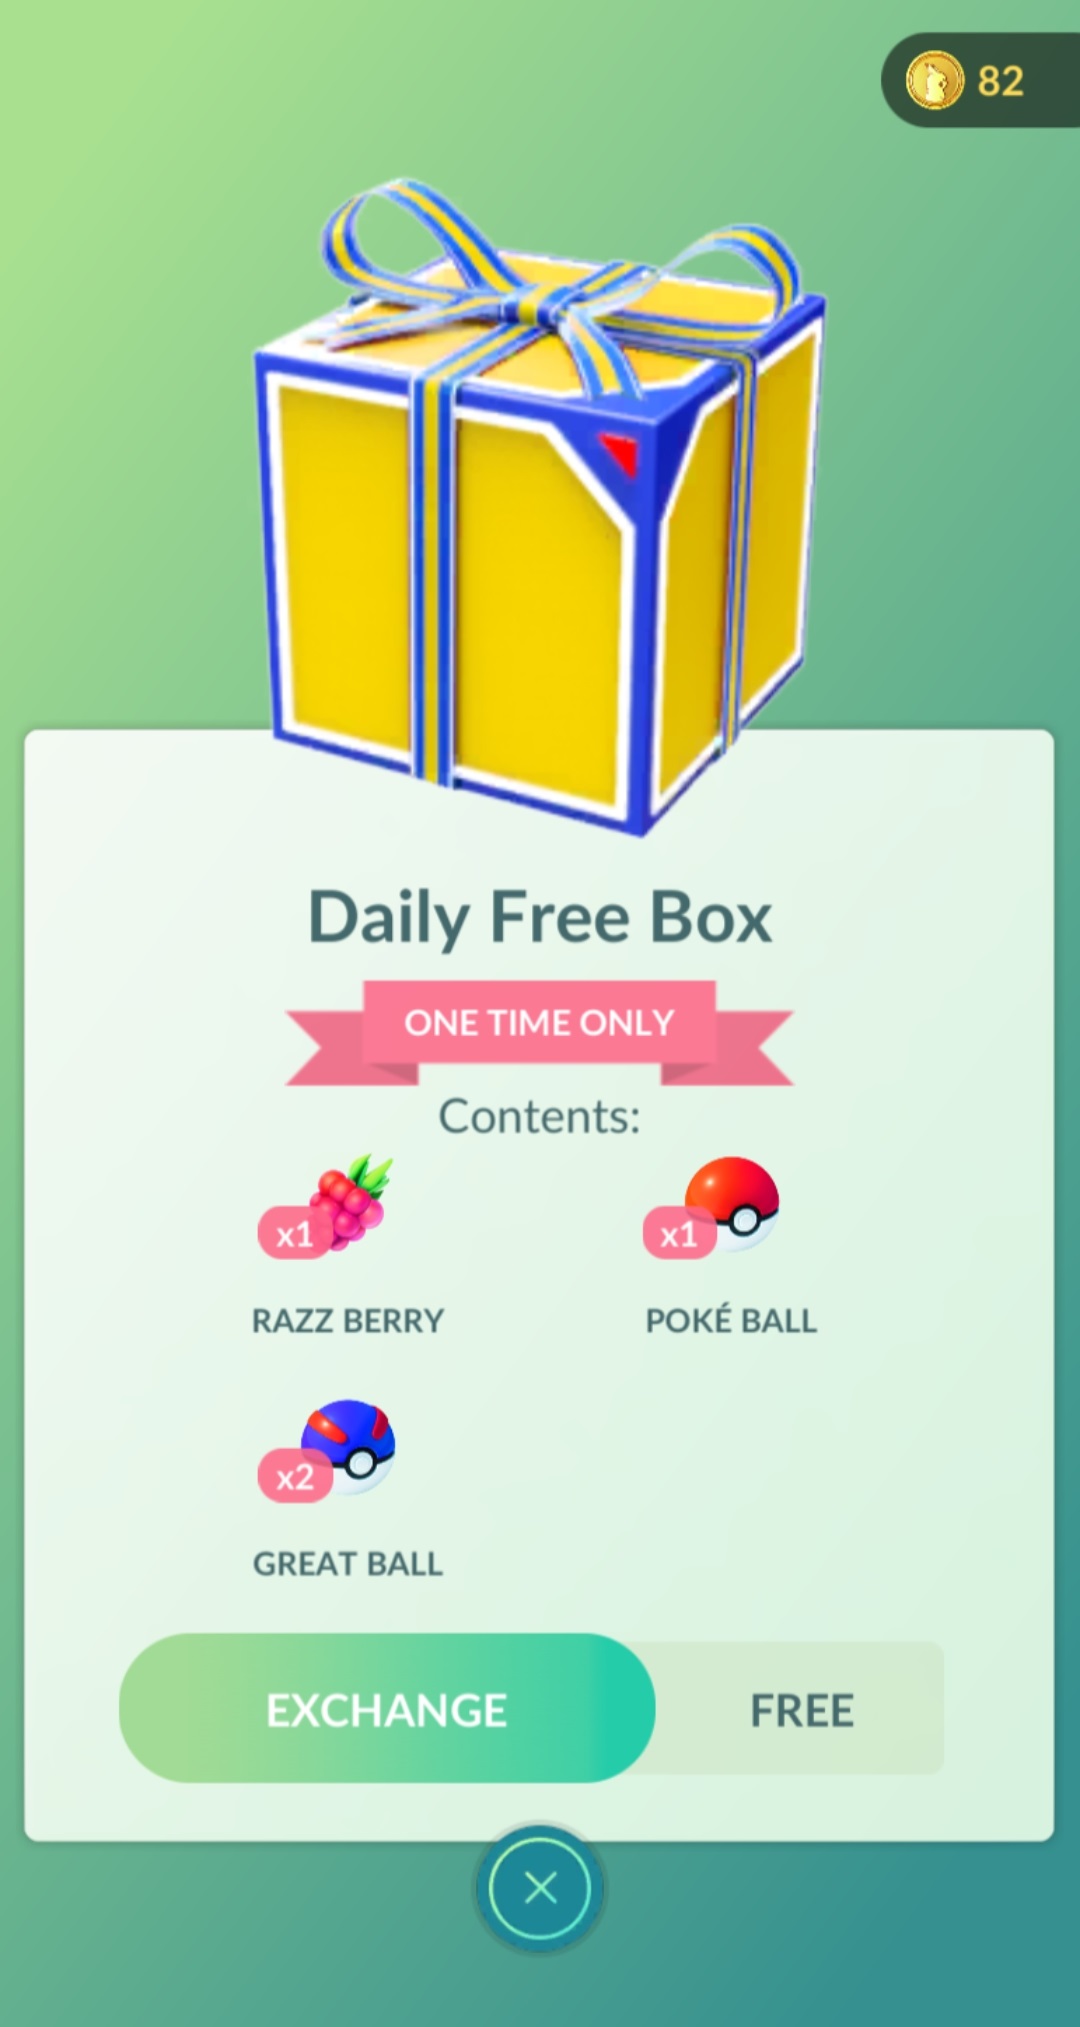 82
Daily Free Box
ONE TIME ONLY
Contents:
x1
x1
RAZZ BERRY
POKÉ BALL
x2
GREAT BALL
EXCHANGE
FREE